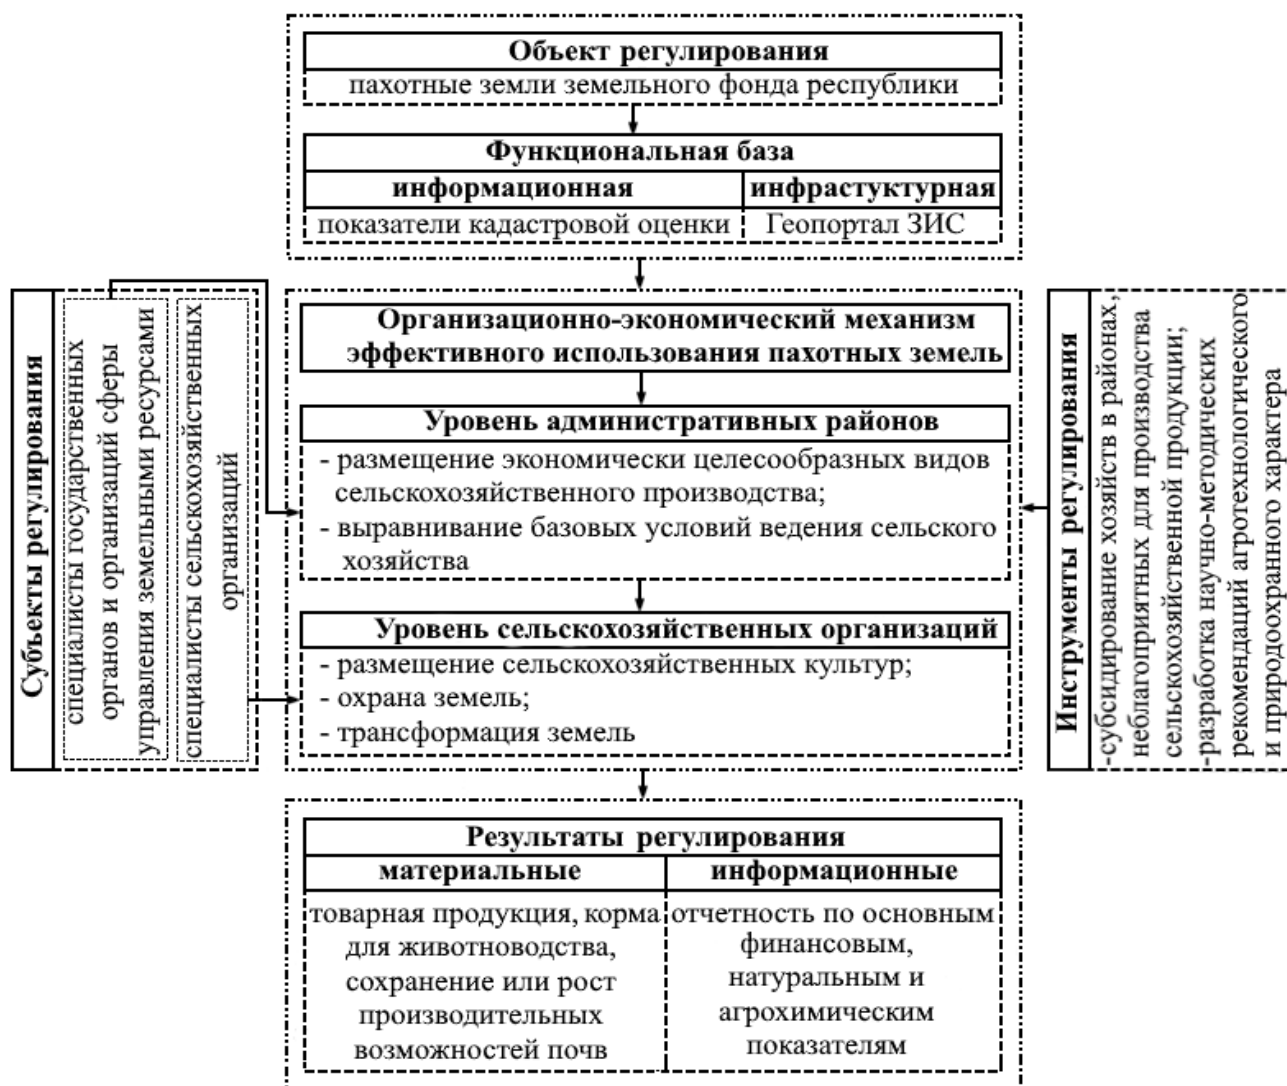 Объект регулирования
пахотные земли земельного фонда республики
Функциональная база
информационная
инфрастуктурная
показатели кадастровой оценки
Геопортал ЗИС
Субъекты регулирования
специалисты государственных
органов и организаций сферы
управления земельными ресурсами
специалисты сельскохозяйственных
организаций
Организационно-экономический механизм
эффективного использования пахотных земель
Уровень административных районов
- размещение экономически целесообразных видов
сельскохозяйственного производства;
- выравнивание базовых условий ведения сельского
хозяйства
Уровень сельскохозяйственных организаций
- размещение сельскохозяйственных культур;
- охрана земель;
- трансформация земель
Инструменты регулирования
-субсидирование хозяйств в районах,
неблагоприятных для производства
сельскохозяйственной продукции;
-разработка научно-методических
рекомендаций агротехнологического
и природоохранного характера
Результаты регулирования
материальные
информационные
товарная продукция, корма
для животноводства,
сохранение или рост
производительных
возможностей почв
отчетность по основным
финансовым,
натуральным и
агрохимическим
показателям